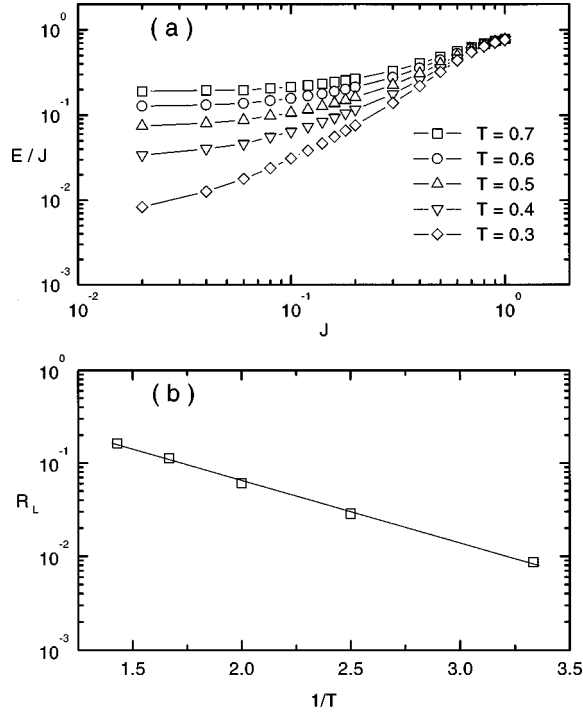 ( a )
10^0
10^-1
E / J
10^-2
10^-3
T = 0.7
T = 0.6
T = 0.5
T = 0.4
T = 0.3
10^-2 10^-1 10^0
J
( b )
10^0
10^-1
R_L
10^-2
10^-3
1.5 2.0 2.5 3.0 3.5
1/T